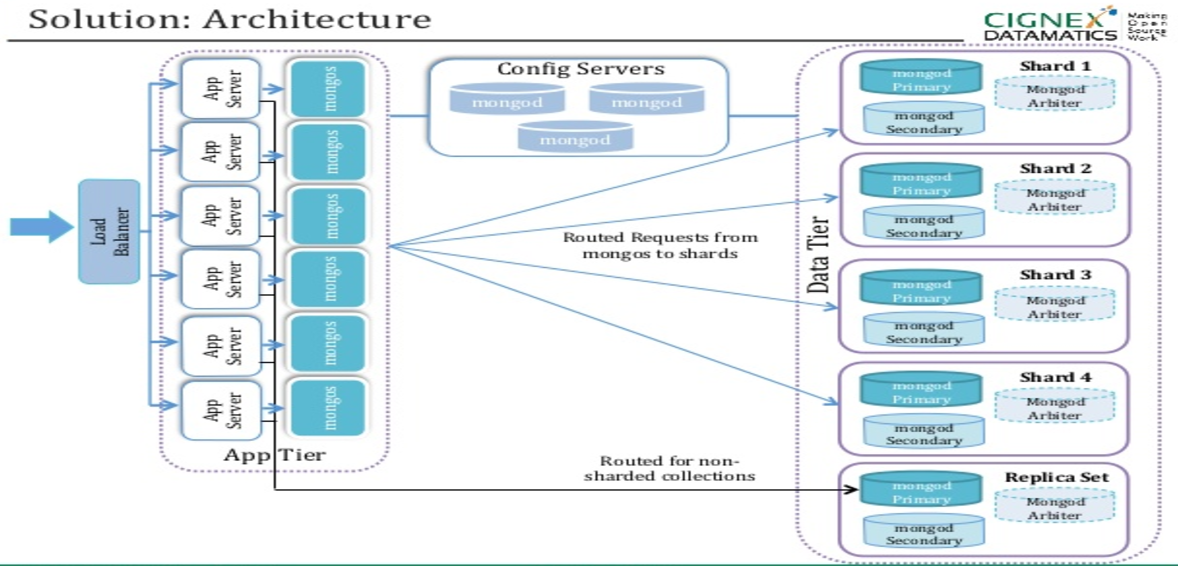 Solution: Architecture
CIGNEX
DATAMATICS
Making
Open
Source
Work
Load
Balancer
App
Server
mongos
App
Server
mongos
App
Server
mongos
App
Server
mongos
App
Server
mongos
App
Server
mongos
App Tier
Config Servers
mongod
mongod
mongod
Routed Requests from
mongos to shards
Routed for non-
sharded collections
Data Tier
Shard 1
mongod
Primary
Mongod
Arbiter
mongod
Secondary
Shard 2
mongod
Primary
Mongod
Arbiter
mongod
Secondary
Shard 3
mongod
Primary
Mongod
Arbiter
mongod
Secondary
Shard 4
mongod
Primary
Mongod
Arbiter
mongod
Secondary
Replica Set
mongod
Primary
Mongod
Arbiter
mongod
Secondary